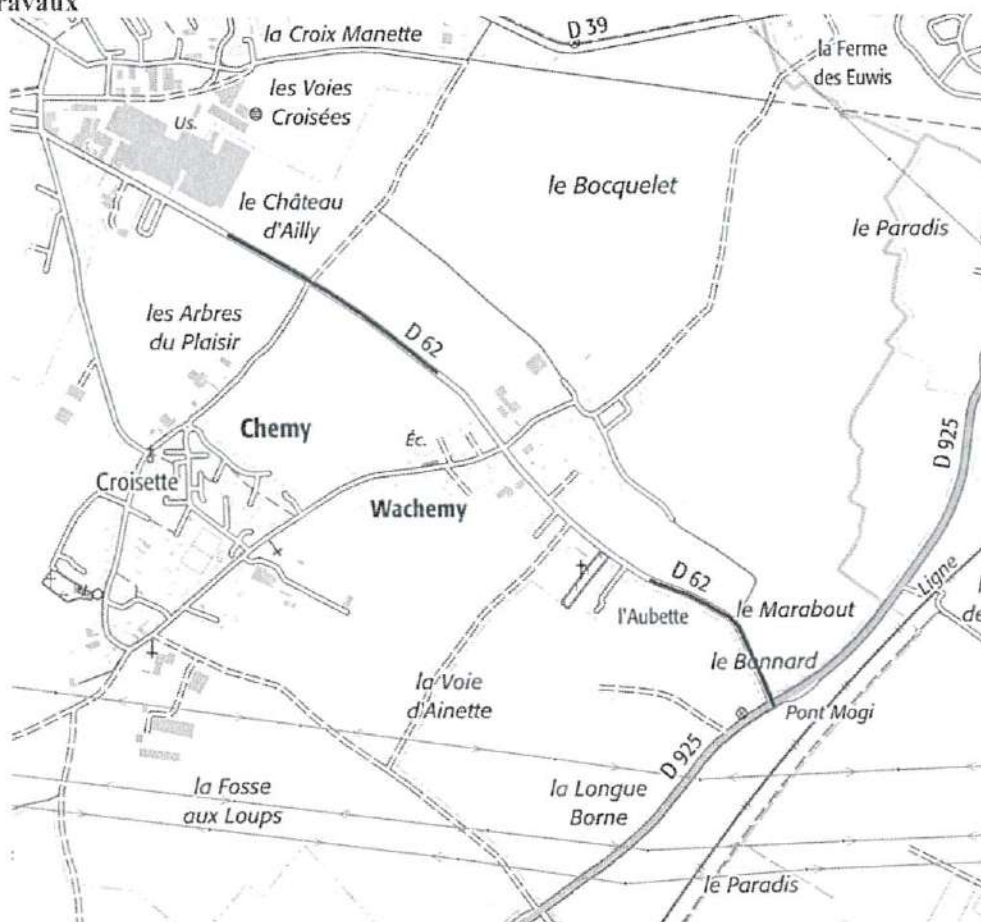 la Croix Manette
D 39
la Ferme
des Euwis
les Voies
Croisées
Us.
le Bocquelet
le Château
d'Ailly
le Paradis
les Arbres
du Plaisir
D 62
Chemy
D 925
Éc.
Croisette
Wachemy
Ligne
D 62
l'Aubette
le Marabout
le Bonnard
la Voie
d'Ainette
Pont Mogi
D 925
la Fosse
aux Loups
la Longue
Borne
le Paradis